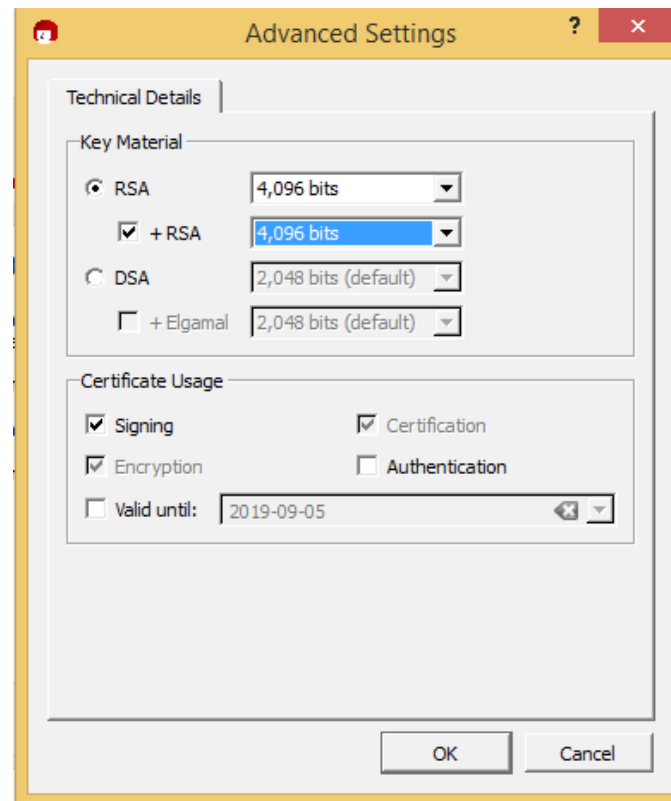 Advanced Settings
?
Technical Details
Key Material
RSA 4,096 bits
+ RSA 4,096 bits
DSA 2,048 bits (default)
+ Elgamal 2,048 bits (default)
Certificate Usage
Signing Certification
Encryption Authentication
Valid until: 2019-09-05
OK Cancel